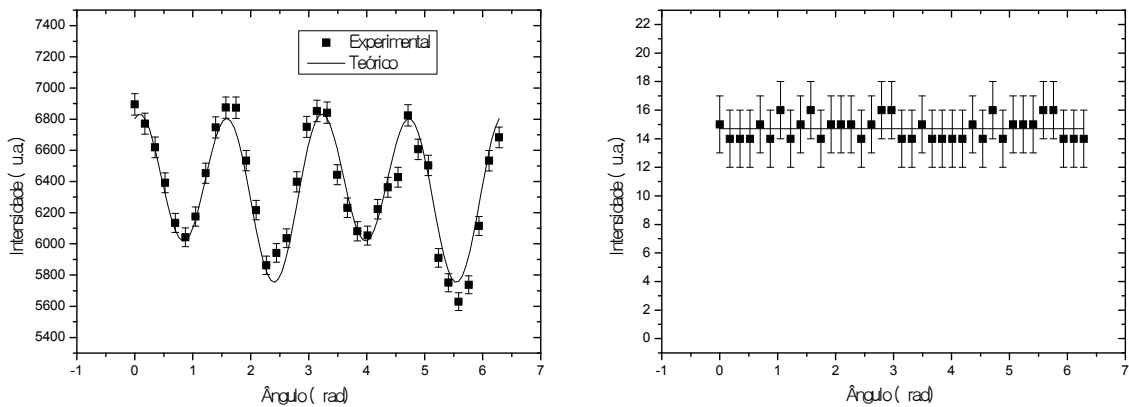 7400
7200
7000
6800
6600
6400
6200
6000
5800
5600
5400
Intensidade ( u.a.)
Experimental
Teórico
-1 0 1 2 3 4 5 6 7
Ângulo ( rad)
22
20
18
16
14
12
10
8
6
4
2
0
Intensidade ( u.a.)
-1 0 1 2 3 4 5 6 7
Ângulo ( rad)